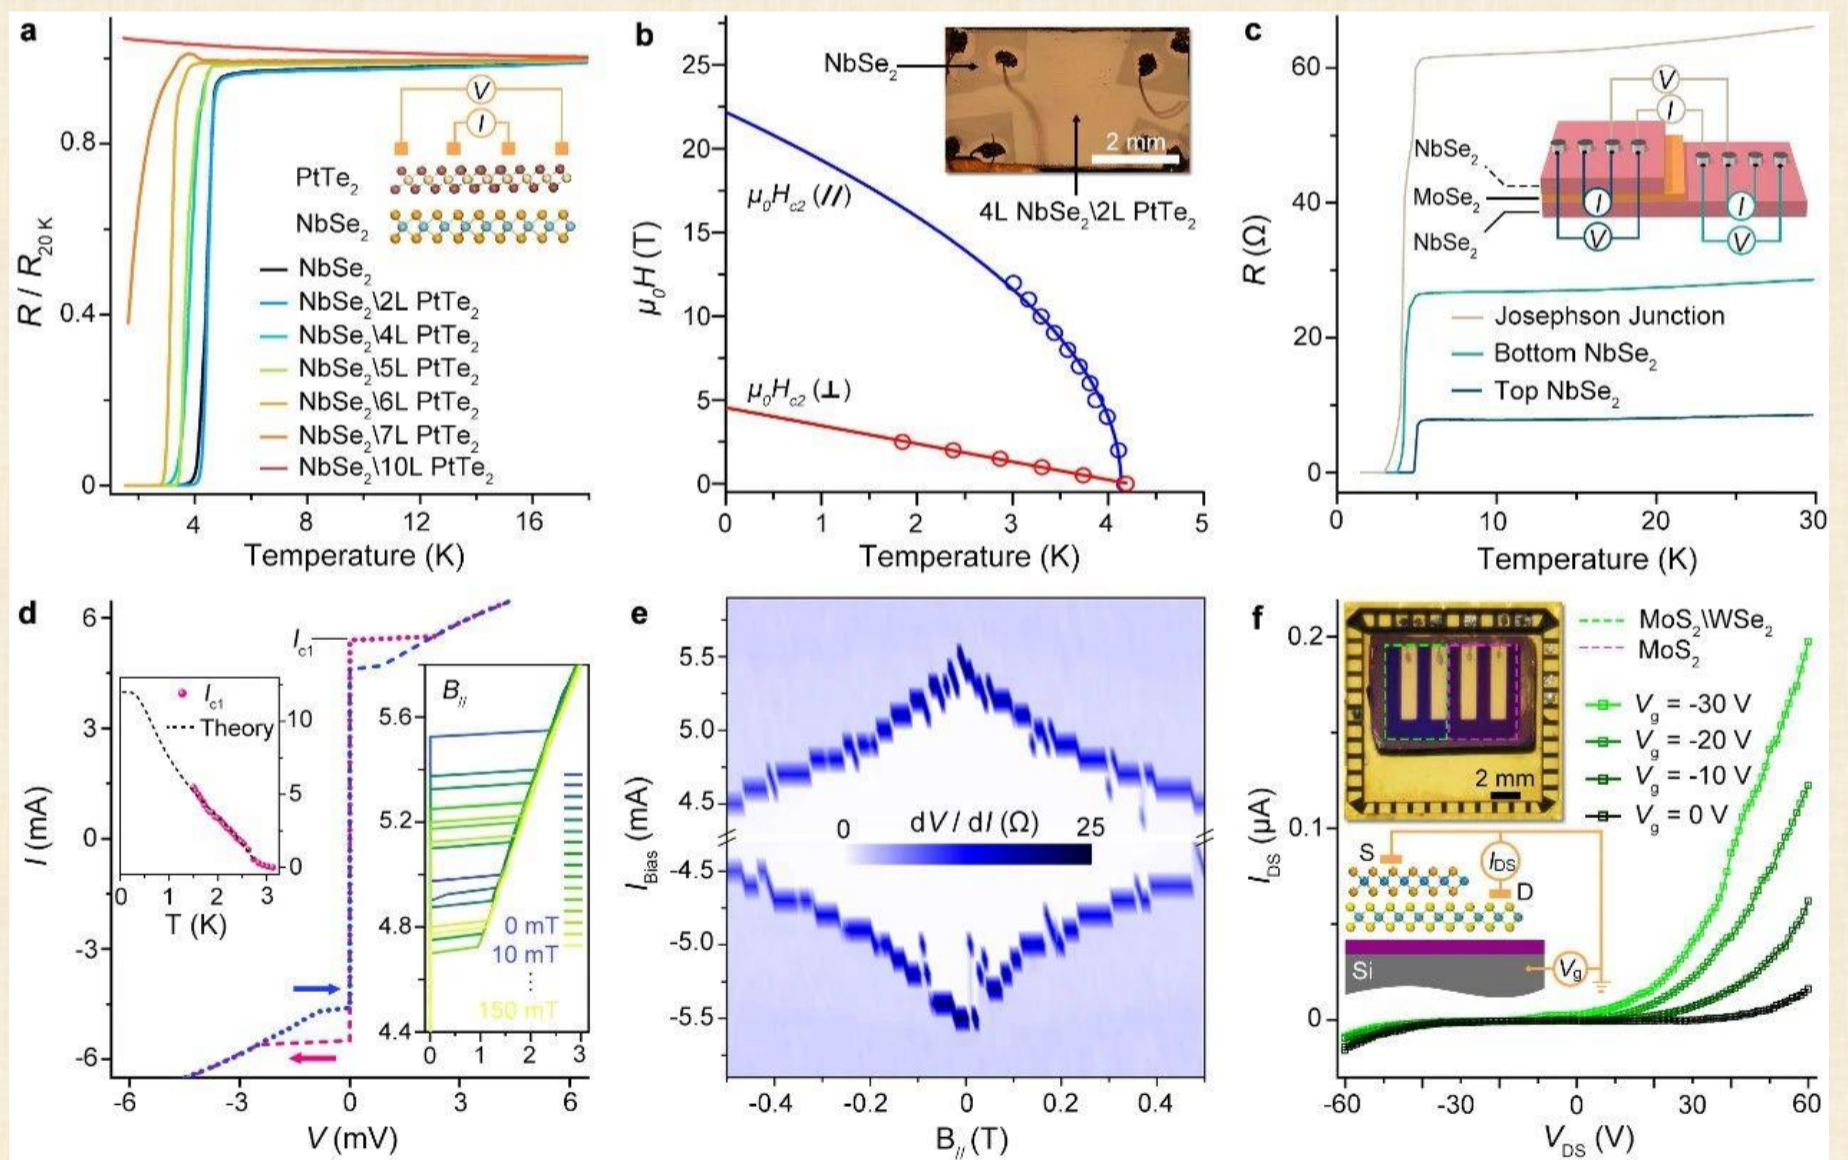 a
R / R20 K
0.8
0.4
0
4
8
12
16
Temperature (K)
V
I
PtTe2
NbSe2
NbSe2
NbSe2\2L PtTe2
NbSe2\4L PtTe2
NbSe2\5L PtTe2
NbSe2\6L PtTe2
NbSe2\7L PtTe2
NbSe2\10L PtTe2
b
μ0H (T)
25
20
15
10
5
0
0
1
2
3
4
5
Temperature (K)
NbSe2
2 mm
4L NbSe2\2L PtTe2
μ0Hc2 (//)
μ0Hc2 (⊥)
c
R (Ω)
60
40
20
0
0
10
20
30
Temperature (K)
V
I
NbSe2
MoSe2
NbSe2
I
V
I
V
Josephson Junction
Bottom NbSe2
Top NbSe2
d
I (mA)
6
3
0
-3
-6
-6
-3
0
3
6
V (mV)
Ic1
Ic1
Theory
10
5
0
0
1
2
3
T (K)
B//
5.6
5.2
4.8
4.4
0
1
2
3
0 mT
10 mT
150 mT
e
IBias (mA)
5.5
5.0
4.5
-4.5
-5.0
-5.5
0
dV / dI (Ω)
25
-0.4
-0.2
0
0.2
0.4
B// (T)
f
IDS (μA)
0.2
0.1
0
-60
-30
0
30
60
VDS (V)
2 mm
MoS2\WSe2
MoS2
Vg = -30 V
Vg = -20 V
Vg = -10 V
Vg = 0 V
S
IDS
D
Si
Vg